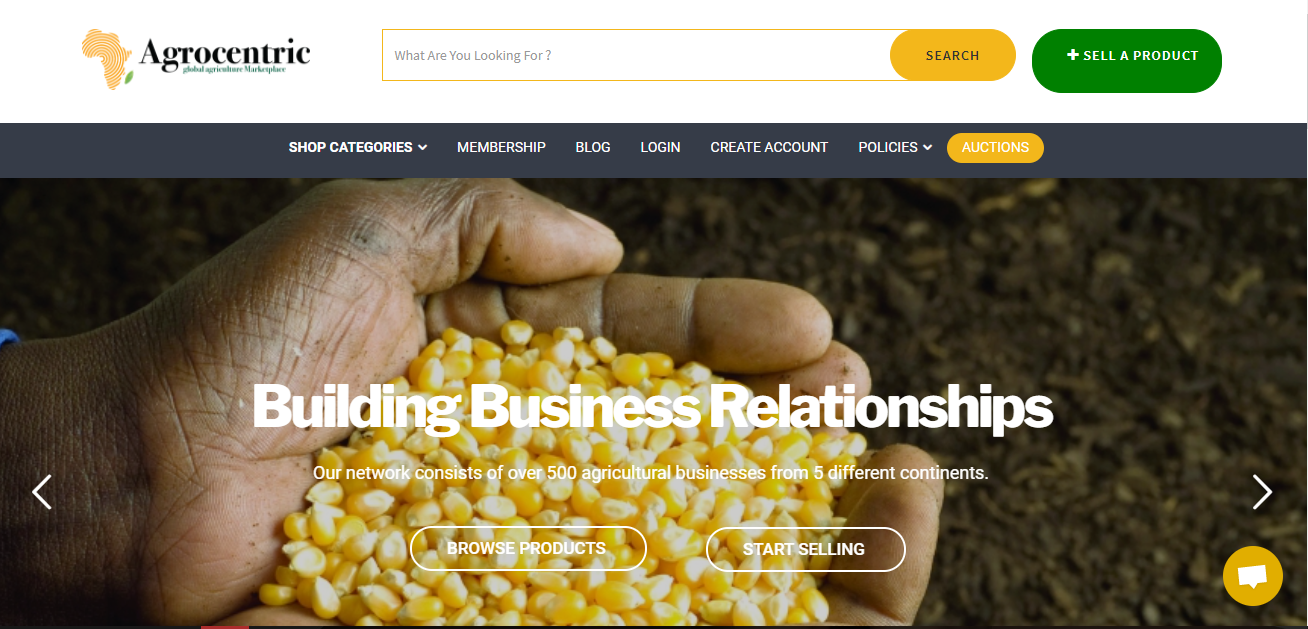 Agrocentric
global agriculture Marketplace
What Are You Looking For ?
SEARCH
SELL A PRODUCT
SHOP CATEGORIES
MEMBERSHIP
BLOG
LOGIN
CREATE ACCOUNT
POLICIES
AUCTIONS
Building Business Relationships
Our network consists of over 500 agricultural businesses from 5 different continents.
BROWSE PRODUCTS
START SELLING